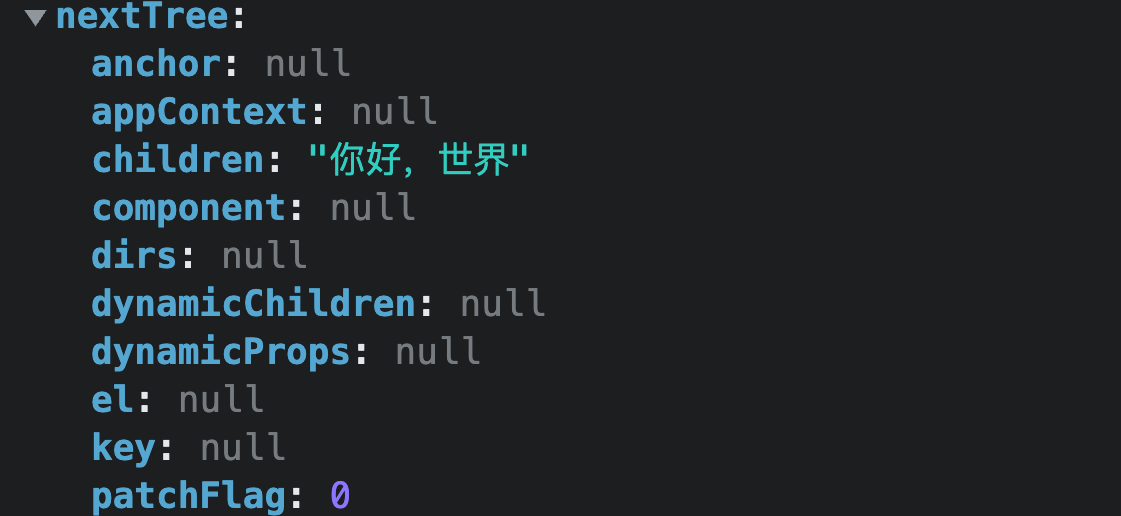 nextTree:
anchor: null
appContext: null
children: "你好，世界"
component: null
dirs: null
dynamicChildren: null
dynamicProps: null
el: null
key: null
patchFlag: 0